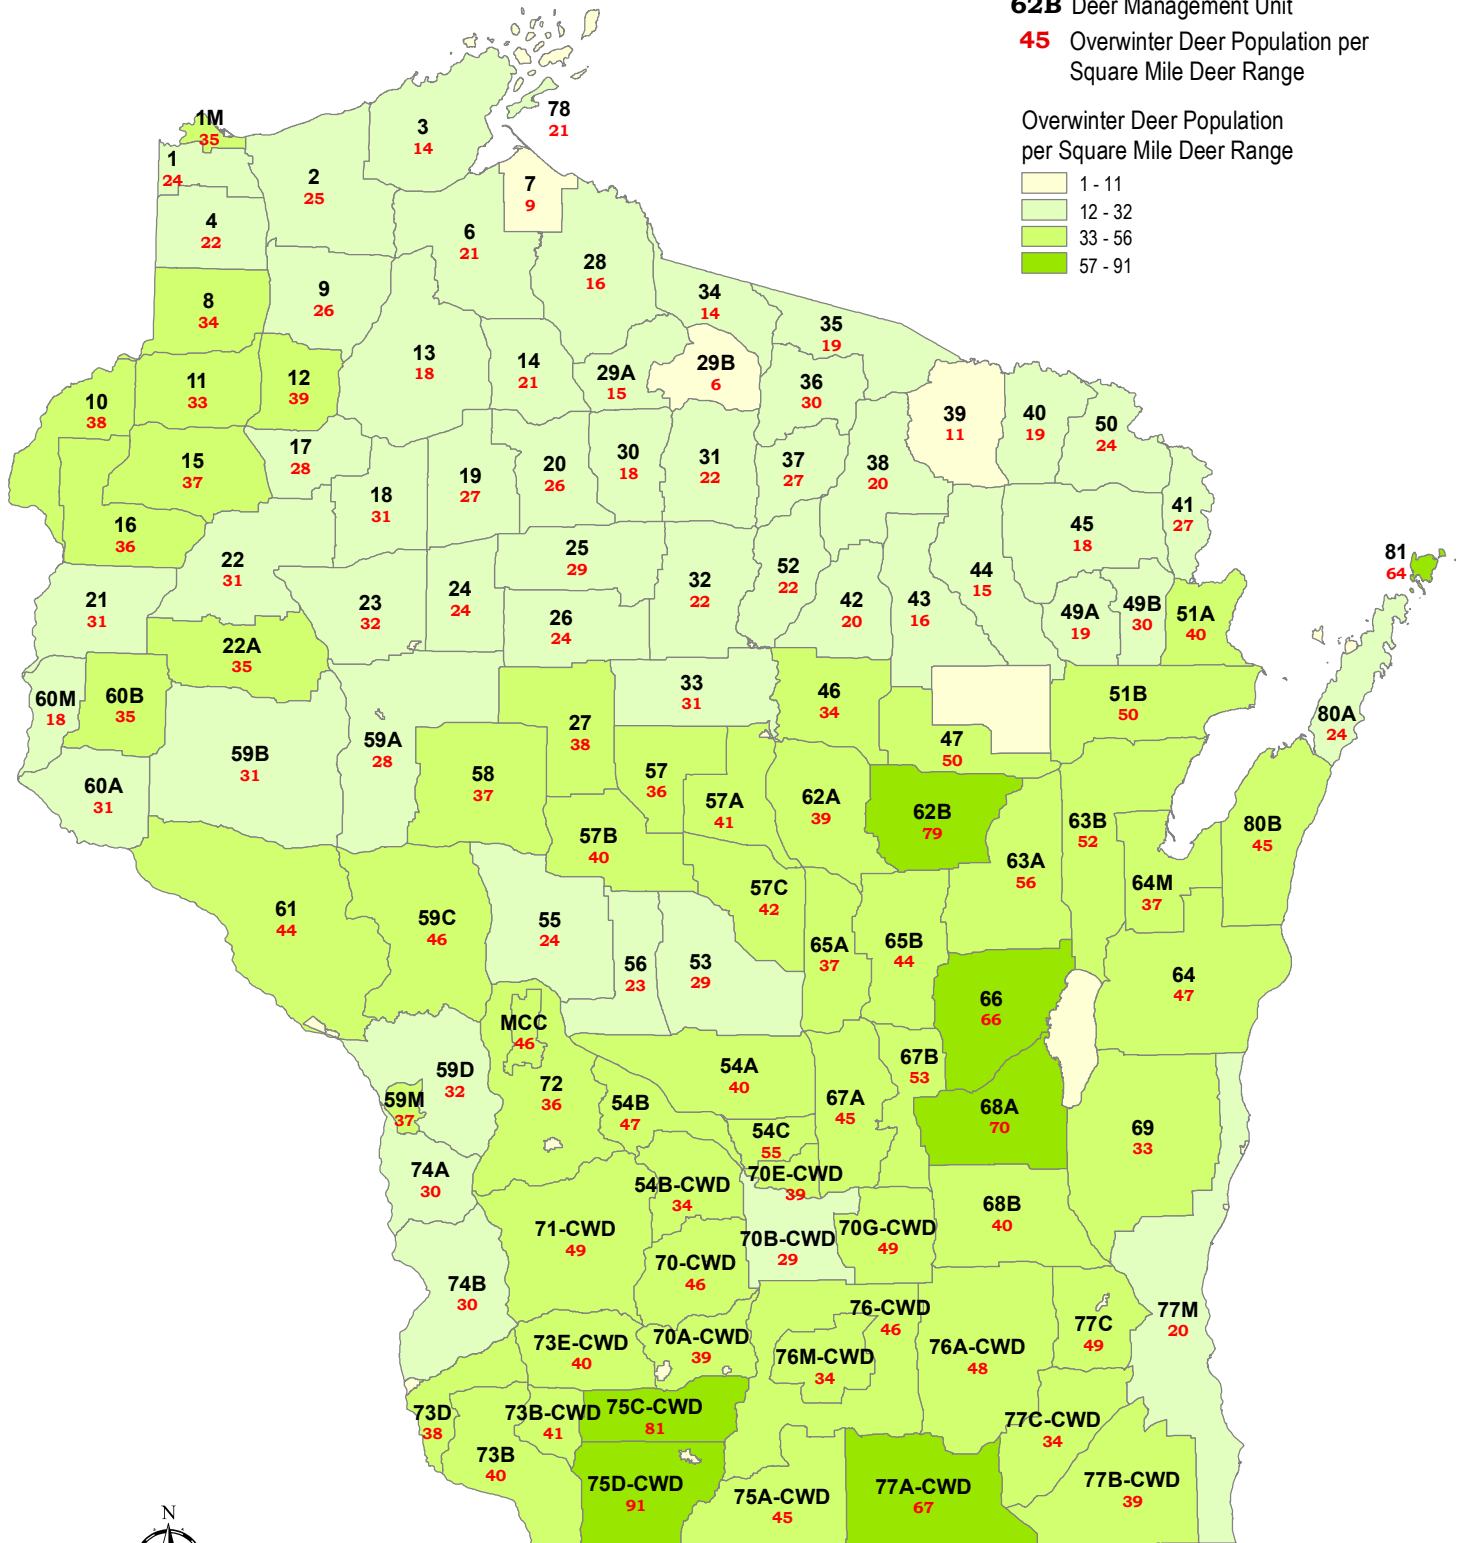 62B Deer Management Unit
45 Overwinter Deer Population per
Square Mile Deer Range
Overwinter Deer Population
per Square Mile Deer Range
1 - 11
12 - 32
33 - 56
57 - 91
78
21
1M
35
3
14
1
24
2
25
7
9
4
22
6
21
28
16
8
34
9
26
34
14
35
19
13
18
14
21
29A
15
29B
6
36
30
11
33
12
39
10
38
39
11
40
19
50
24
17
28
15
37
18
31
19
27
20
26
30
18
31
22
37
27
38
20
41
27
16
36
45
18
22
31
25
29
81
64
21
31
23
32
24
24
26
24
32
22
52
22
42
20
43
16
44
15
49A
19
49B
30
51A
40
22A
35
60M
18
60B
35
33
31
46
34
51B
50
80A
24
59B
31
59A
28
27
38
47
50
60A
31
58
37
57
36
57A
41
62A
39
62B
79
63B
52
80B
45
57B
40
63A
56
57C
42
64M
37
61
44
59C
46
55
24
56
23
53
29
65A
37
65B
44
64
47
66
66
MCC
46
59D
32
72
36
54A
40
67B
53
59M
37
54B
47
67A
45
68A
70
54C
55
69
33
74A
30
54B-CWD
34
70E-CWD
39
68B
40
71-CWD
49
70B-CWD
29
70G-CWD
49
70-CWD
46
74B
30
76-CWD
46
77C
49
77M
20
73E-CWD
40
70A-CWD
39
76M-CWD
34
76A-CWD
48
73D
38
73B-CWD
41
75C-CWD
81
77C-CWD
34
73B
40
75D-CWD
91
75A-CWD
45
77A-CWD
67
77B-CWD
39
N